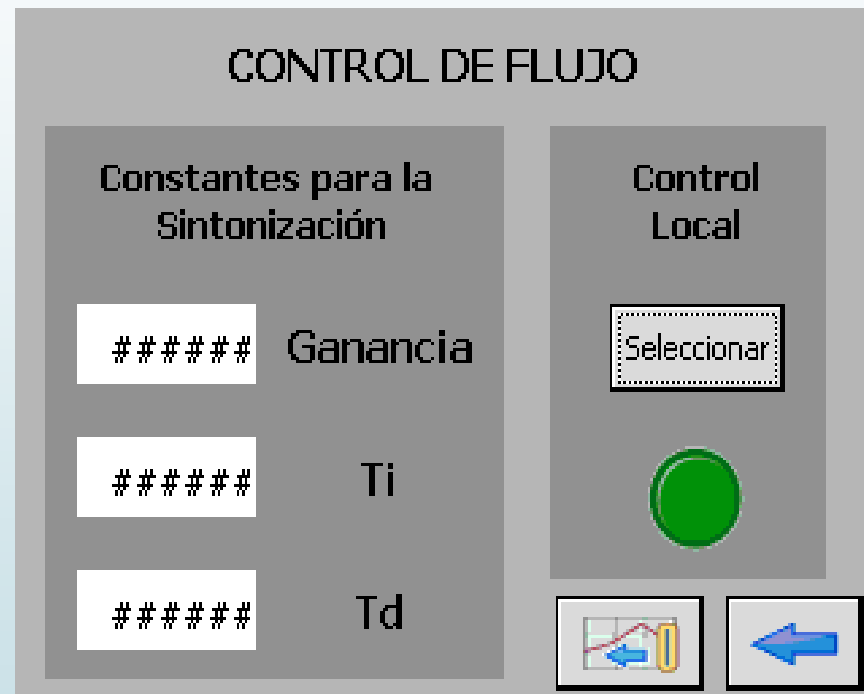 CONTROL DE FLUJO
Constantes para la
Sintonización
###### Ganancia
###### Ti
###### Td
Control
Local
Seleccionar